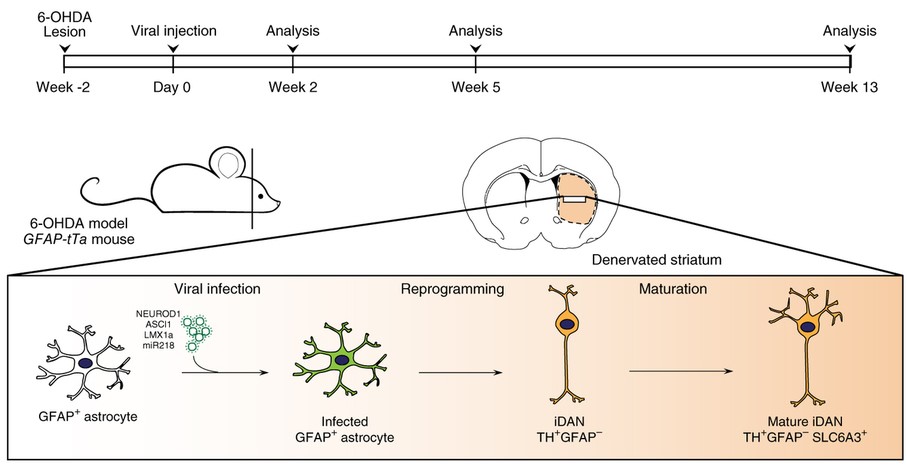 6-OHDA
Lesion
Viral injection
Analysis
Analysis
Analysis
Week -2
Day 0
Week 2
Week 5
Week 13
6-OHDA model
GFAP-tTa mouse
Denervated striatum
Viral infection
Reprogramming
Maturation
NEUROD1
ASCl1
LMX1a
miR218
GFAP⁺ astrocyte
Infected
GFAP⁺ astrocyte
iDAN
TH⁺GFAP⁻
Mature iDAN
TH⁺GFAP⁻ SLC6A3⁺